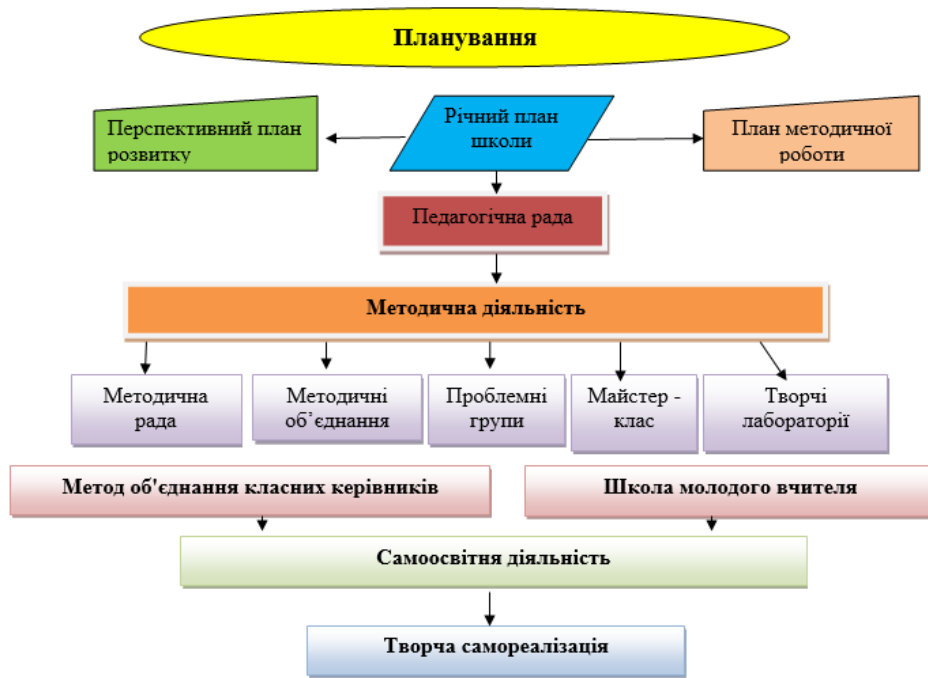 Планування
Перспективний план
розвитку
Річний план
школи
План методичної
роботи
Педагогічна рада
Методична діяльність
Методична
рада
Методичні
об’єднання
Проблемні
групи
Майстер -
клас
Творчі
лабораторії
Метод об'єднання класних керівників
Школа молодого вчителя
Самоосвітня діяльність
Творча самореалізація